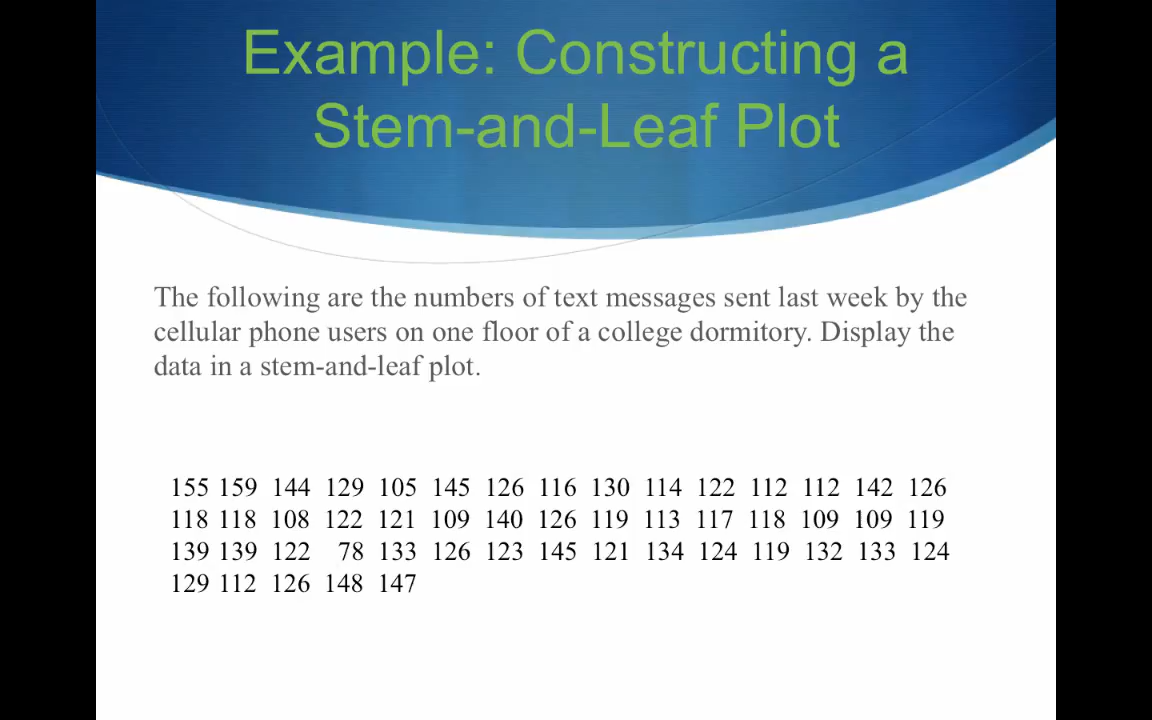 Example: Constructing a
Stem-and-Leaf Plot
The following are the numbers of text messages sent last week by the
cellular phone users on one floor of a college dormitory. Display the
data in a stem-and-leaf plot.
155 159 144 129 105 145 126 116 130 114 122 112 112 142 126
118 118 108 122 121 109 140 126 119 113 117 118 109 109 119
139 139 122 78 133 126 123 145 121 134 124 119 132 133 124
129 112 126 148 147